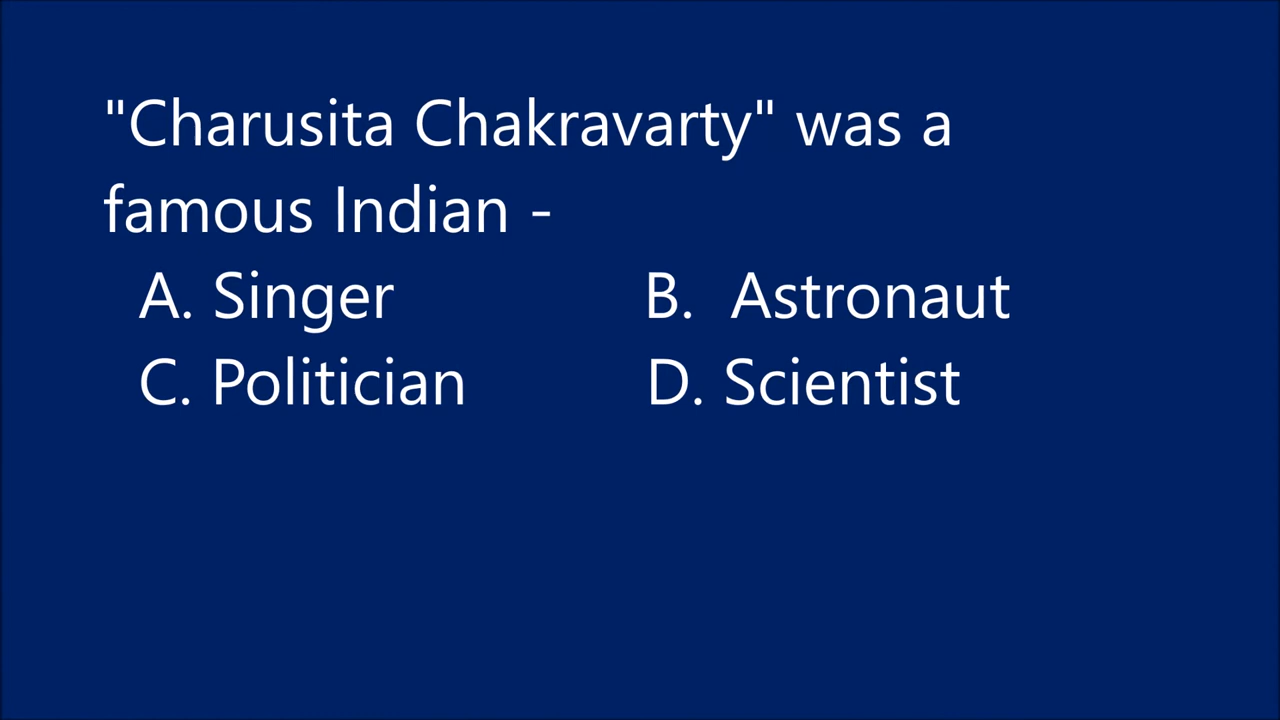 "Charusita Chakravarty" was a
famous Indian -
A. Singer B. Astronaut
C. Politician D. Scientist